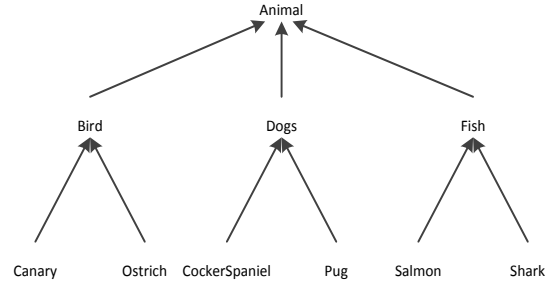 Animal
Bird Dogs Fish
Canary Ostrich CockerSpaniel Pug Salmon Shark